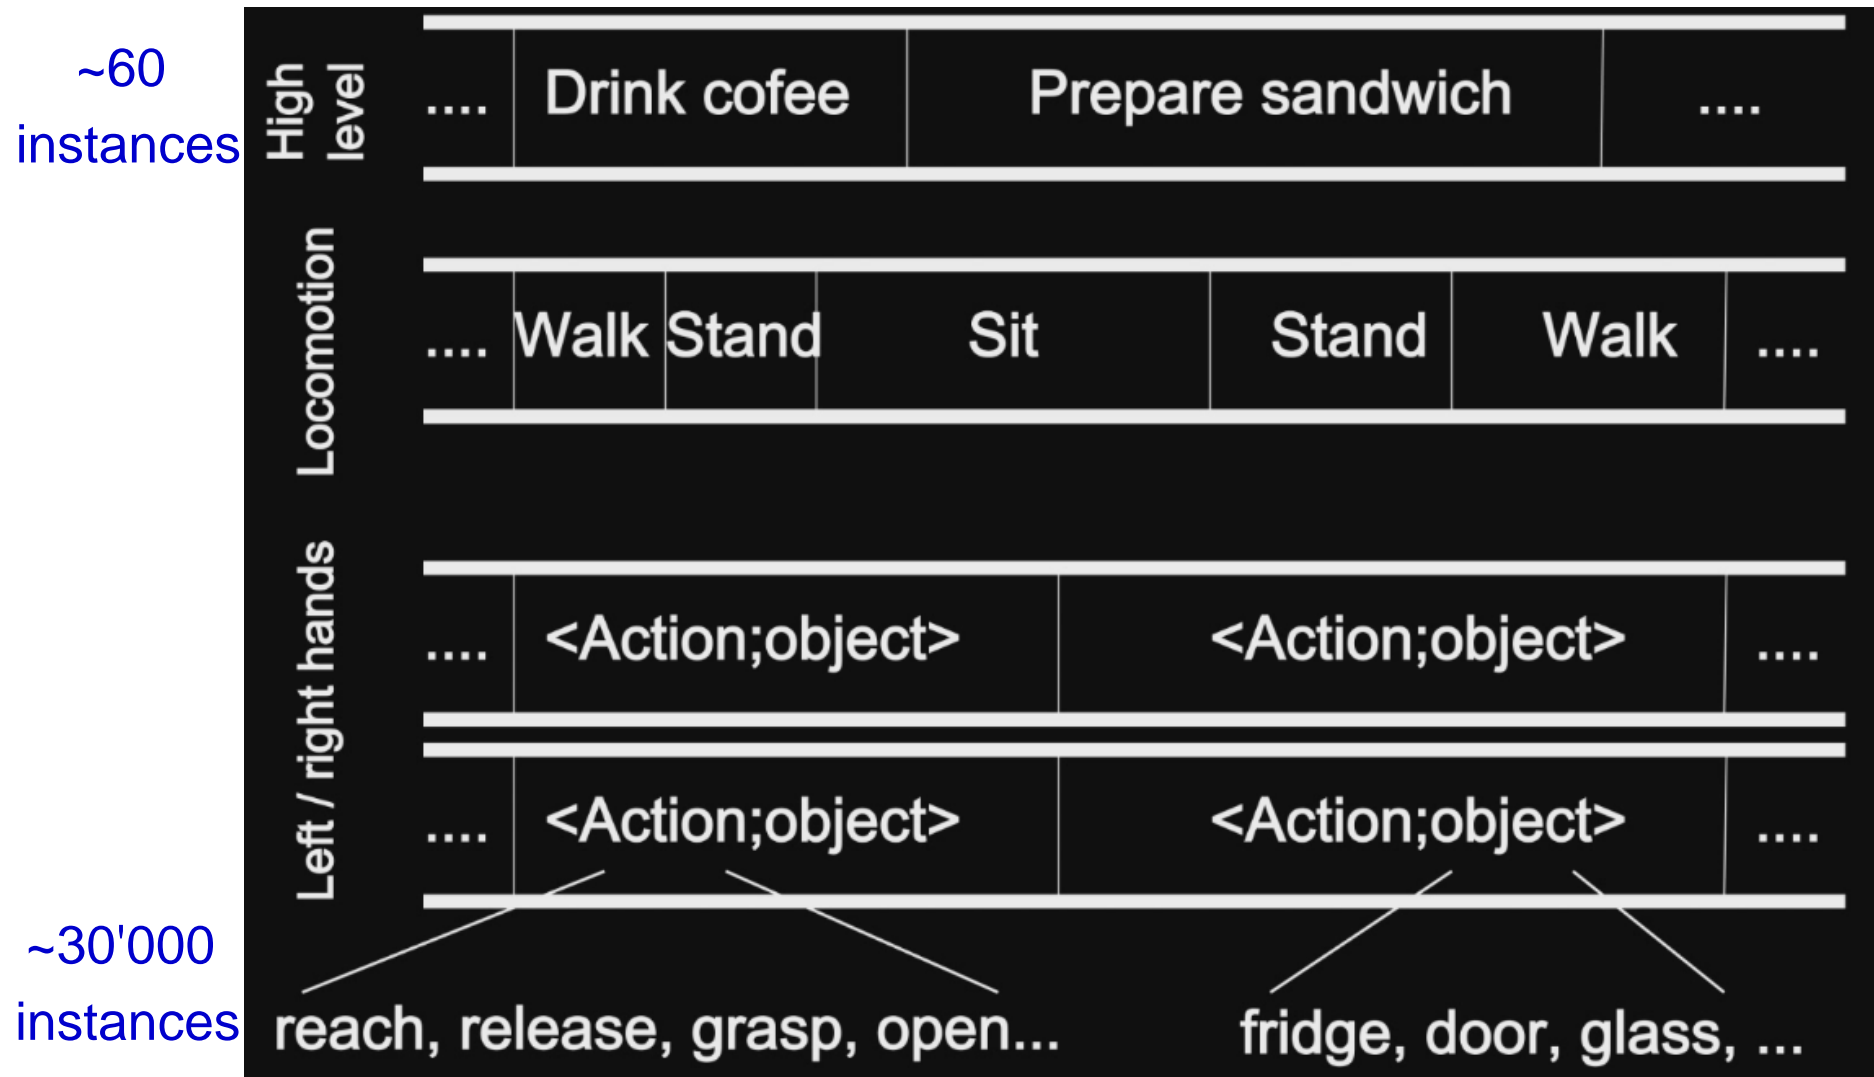 ~60
instances
High
level
.... Drink cofee Prepare sandwich ....
Locomotion
.... Walk Stand Sit Stand Walk ....
Left / right hands
.... <Action;object> <Action;object> ....
.... <Action;object> <Action;object> ....
~30'000
instances
reach, release, grasp, open... fridge, door, glass, ...